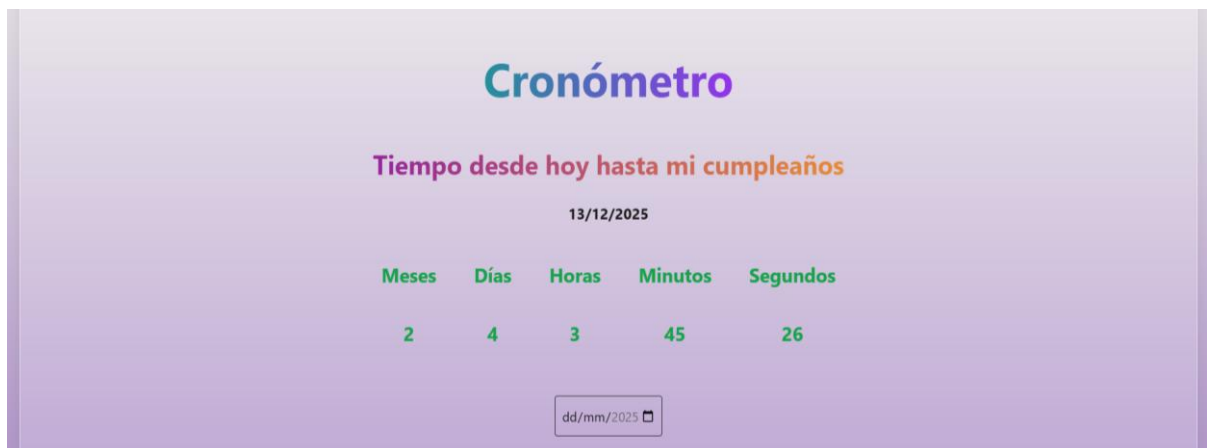 Cronómetro
Tiempo desde hoy hasta mi cumpleaños
13/12/2025
Meses Días Horas Minutos Segundos
2 4 3 45 26
dd/mm/2025